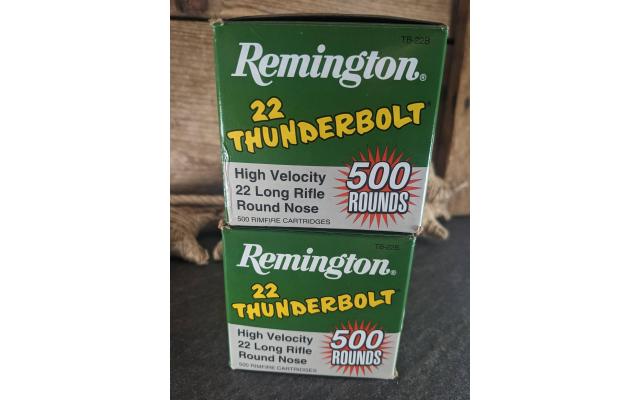 TB-22B
Remington®
22
THUNDERBOLT
High Velocity
22 Long Rifle
Round Nose
500 RIMFIRE CARTRIDGES
500
ROUNDS
TB-22B
Remington®
22
THUNDERBOLT
High Velocity
22 Long Rifle
Round Nose
500 RIMFIRE CARTRIDGES
500
ROUNDS